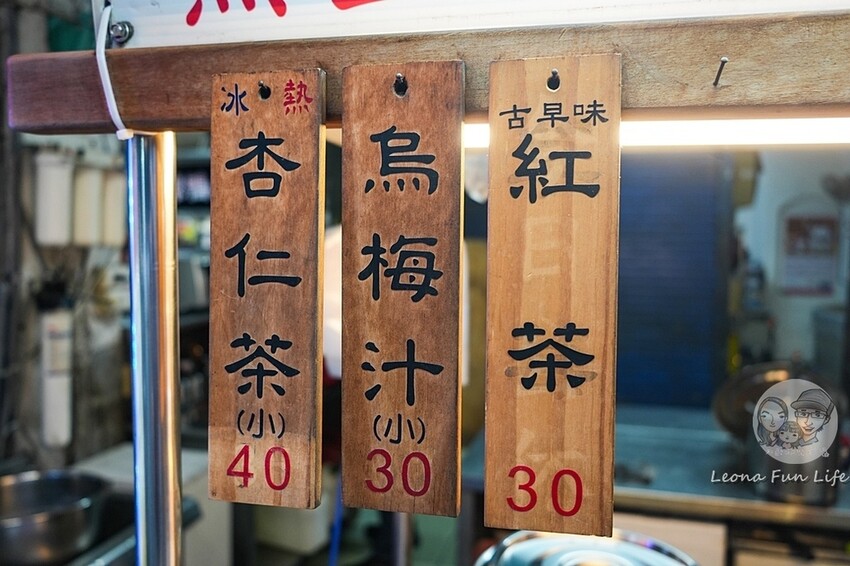 冰 熱
杏仁茶
(小)
40
烏梅汁
(小)
30
古早味
紅茶
30
Leona Fun Life